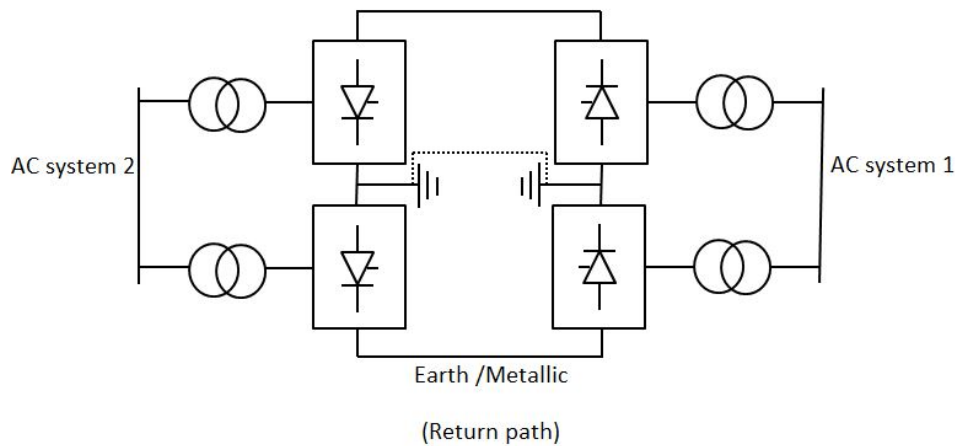 AC system 2
AC system 1
Earth /Metallic
(Return path)